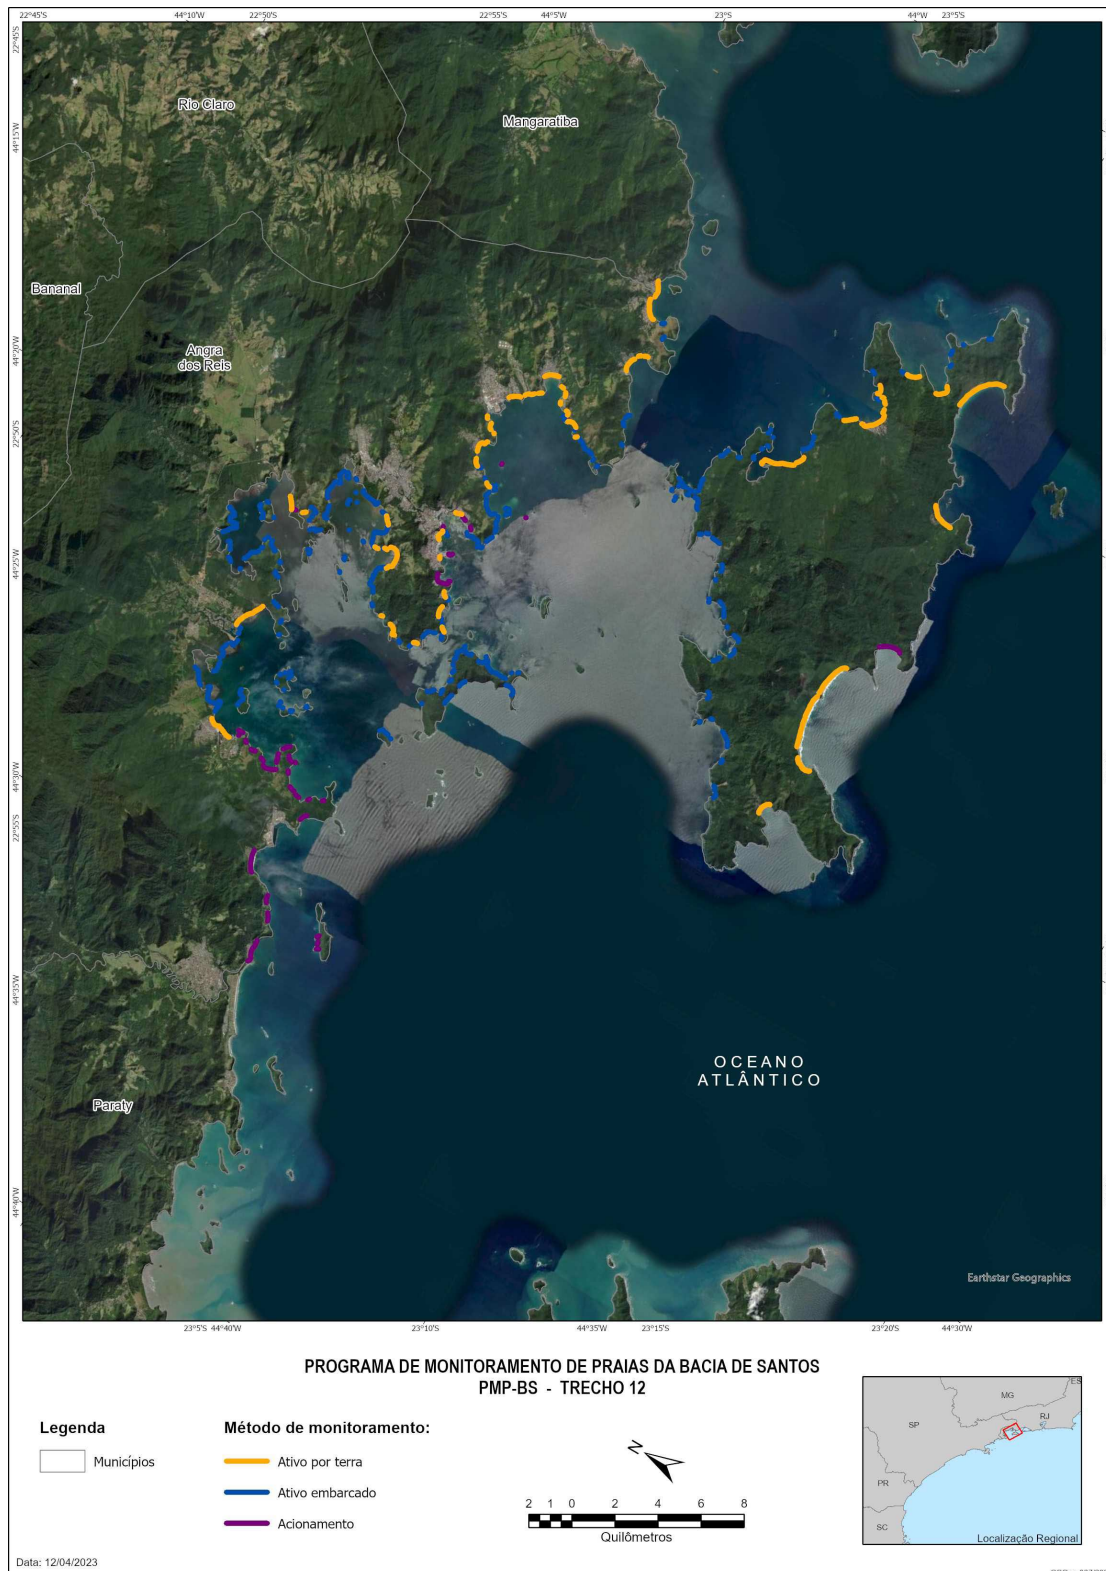 22°45'S
44°10'W
22°50'S
22°55'S
44°5'W
23°S
44°W
23°5'S
22°45'S
44°15'W
Rio Claro
Mangaratiba
Bananal
Angra
dos Reis
44°20'W
22°50'S
44°25'W
44°30'W
22°55'S
44°35'W
OCEANO
ATLÂNTICO
Paraty
44°40'W
Earthstar Geographics
23°5'S
44°40'W
23°10'S
44°35'W
23°15'S
23°20'S
44°30'W
PROGRAMA DE MONITORAMENTO DE PRAIAS DA BACIA DE SANTOS
PMP-BS - TRECHO 12
Legenda
Municípios
Método de monitoramento:
Ativo por terra
Ativo embarcado
Acionamento
N
2 1 0 2 4 6 8
Quilômetros
ES
MG
SP
RJ
PR
SC
Localização Regional
Data: 12/04/2023